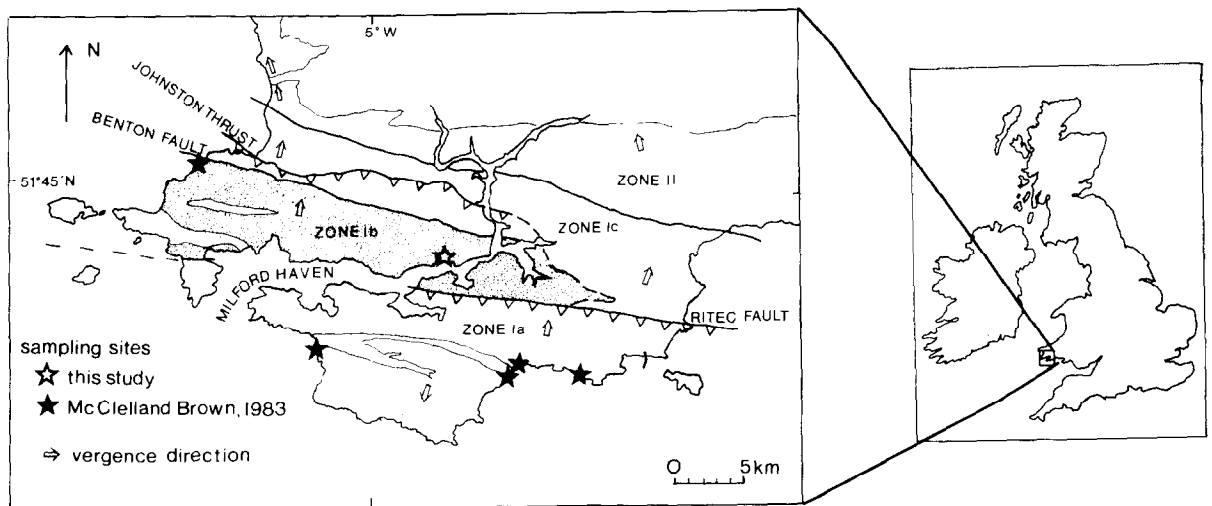 5°W
N
JOHNSTON THRUST
BENTON FAULT
51°45′N
ZONE II
ZONE Ib
ZONE Ic
MILFORD HAVEN
RITEC FAULT
ZONE Ia
sampling sites
this study
McClelland Brown, 1983
vergence direction
0 5km